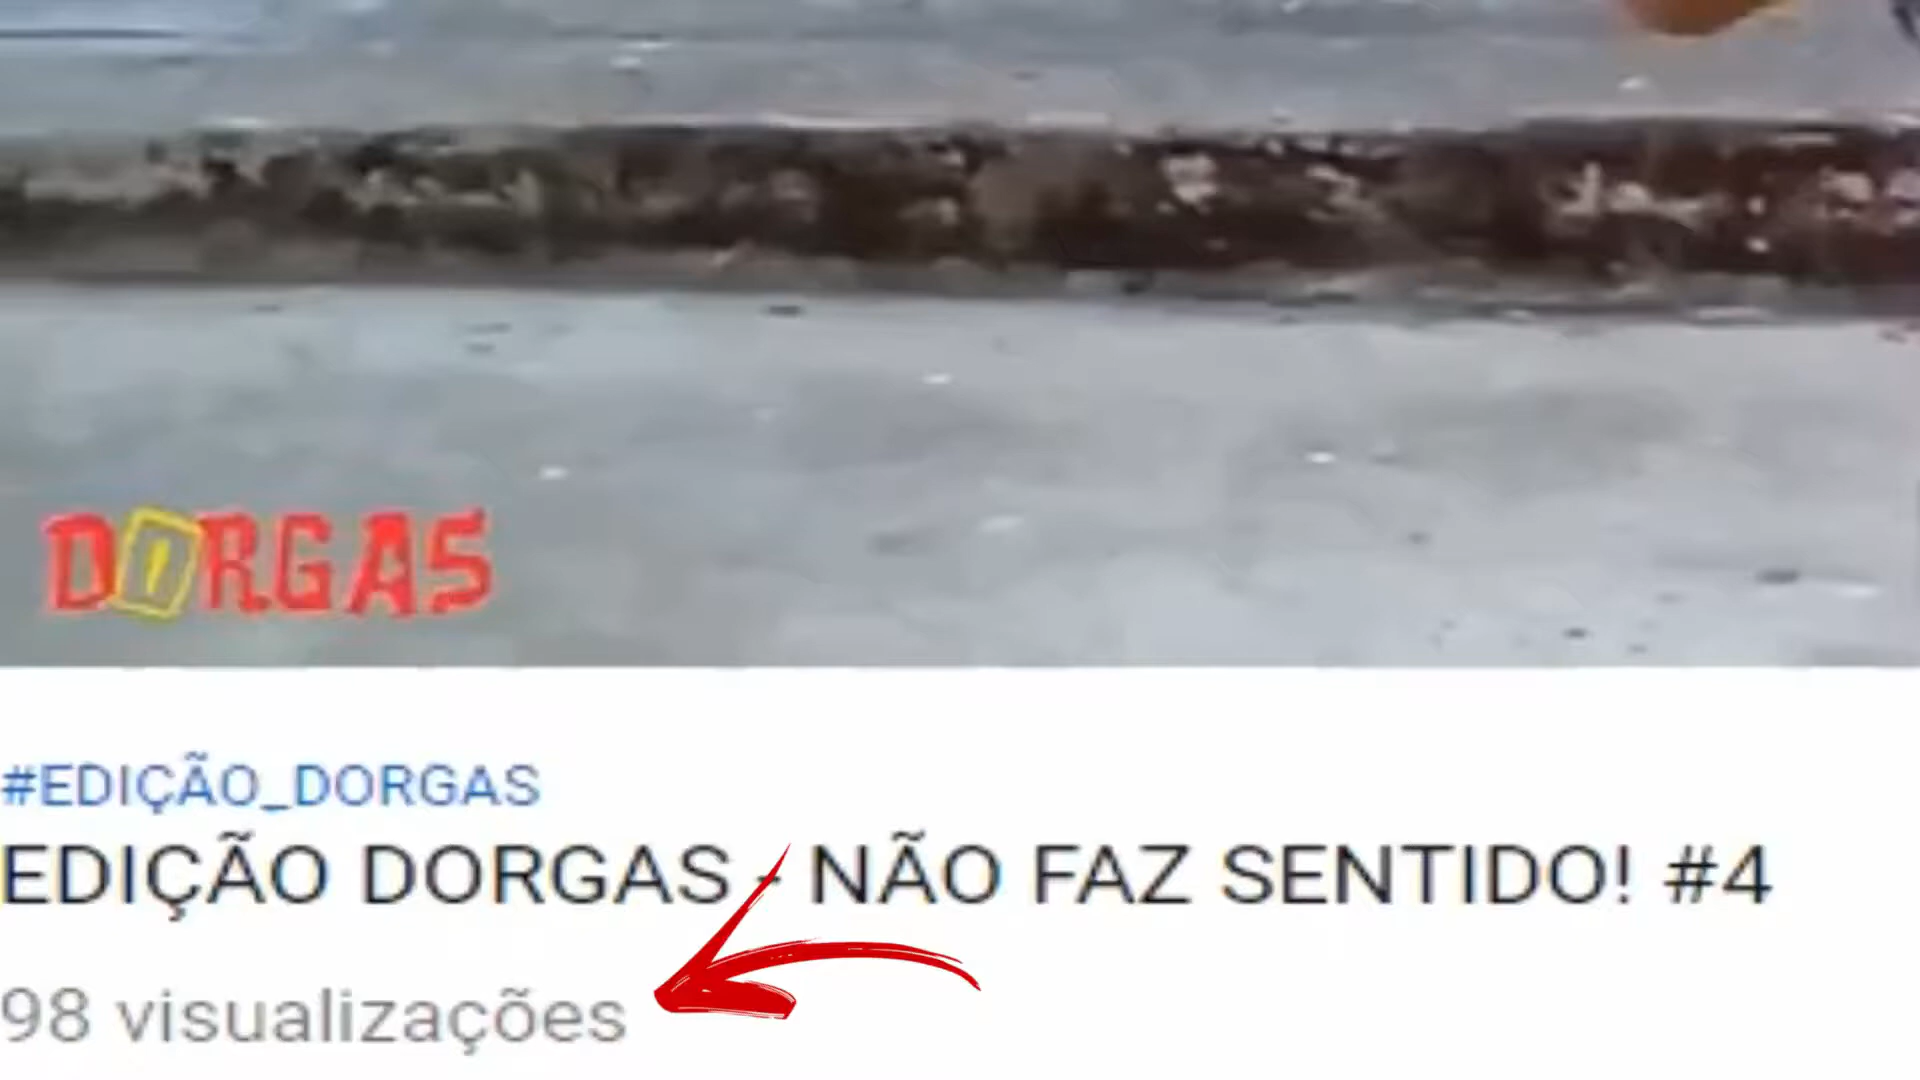 DORGAS
#EDIÇÃO_DORGAS
EDIÇÃO DORGAS - NÃO FAZ SENTIDO! #4
98 visualizações